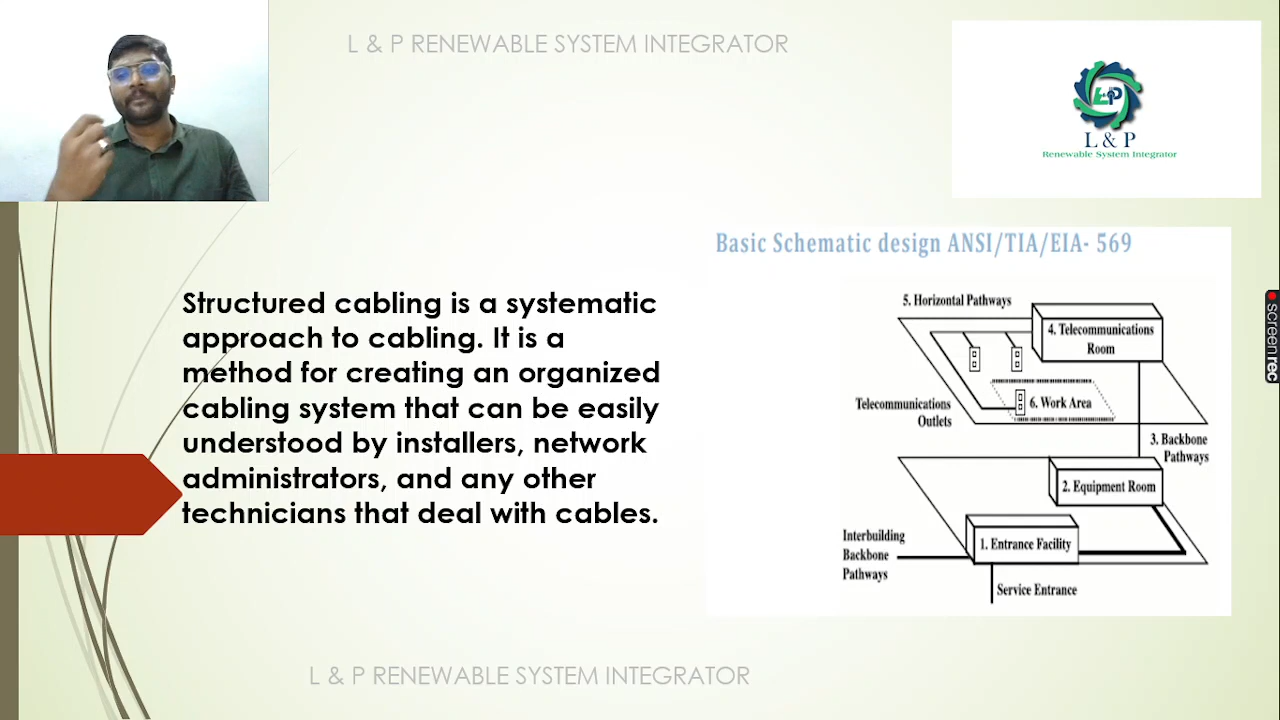 L & P RENEWABLE SYSTEM INTEGRATOR
L&P
L & P
Renewable System Integrator
Basic Schematic design ANSI/TIA/EIA- 569
Structured cabling is a systematic
approach to cabling. It is a
method for creating an organized
cabling system that can be easily
understood by installers, network
administrators, and any other
technicians that deal with cables.
5. Horizontal Pathways
4. Telecommunications
Room
Telecommunications
Outlets
6. Work Area
3. Backbone
Pathways
2. Equipment Room
Interbuilding
Backbone
Pathways
1. Entrance Facility
Service Entrance
screenrec
L & P RENEWABLE SYSTEM INTEGRATOR